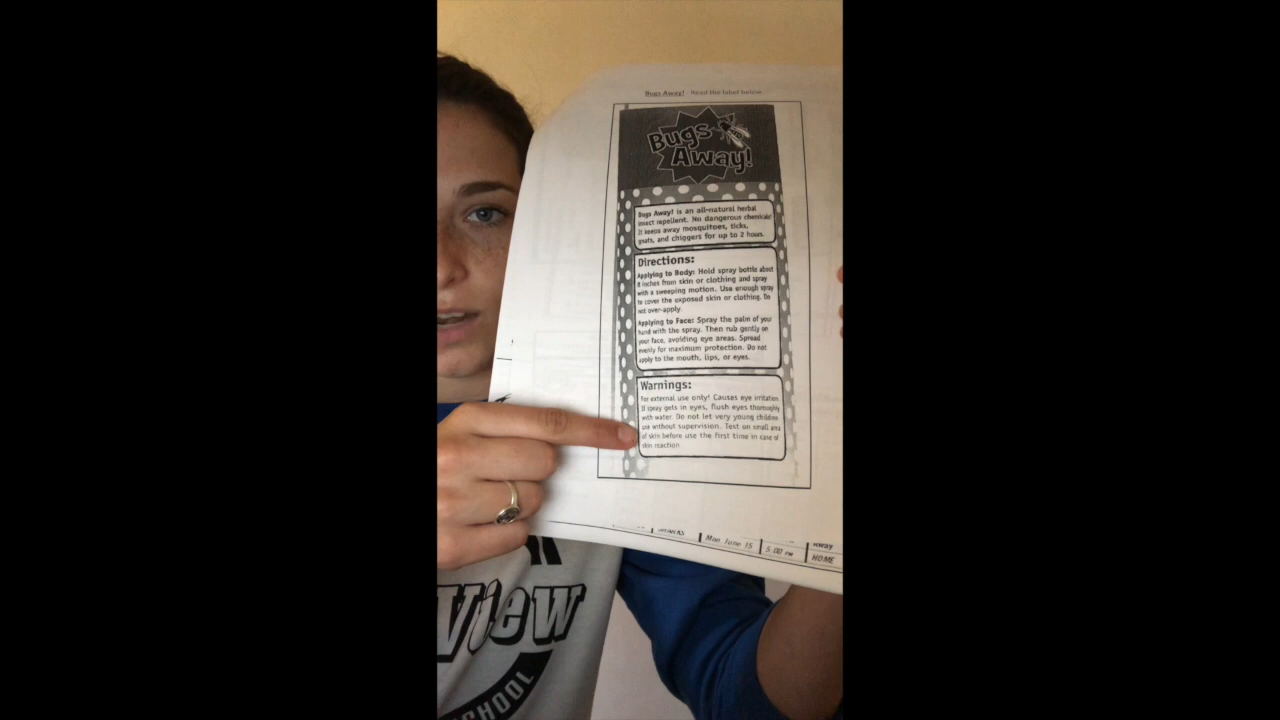 Bugs Away! Read the label below.
Bugs
Away!
Bugs Away! is an all-natural herbal
insect repellent. No dangerous chemicals!
It keeps away mosquitoes, ticks,
gnats, and chiggers for up to 2 hours.
Directions:
Applying to Body: Hold spray bottle about
8 inches from skin or clothing and spray
with a sweeping motion. Use enough spray
to cover the exposed skin or clothing. Do
not over-apply.
Applying to Face: Spray the palm of your
hand with the spray. Then rub gently on
your face, avoiding eye areas. Spread
evenly for maximum protection. Do not
apply to the mouth, lips, or eyes.
Warnings:
For external use only! Causes eye irritation.
If spray gets in eyes, flush eyes thoroughly
with water. Do not let very young children
use without supervision. Test on small area
of skin before use the first time in case of
skin reaction.
Mon June 15
5:00 PM
Away
HOME
View
SCHOOL